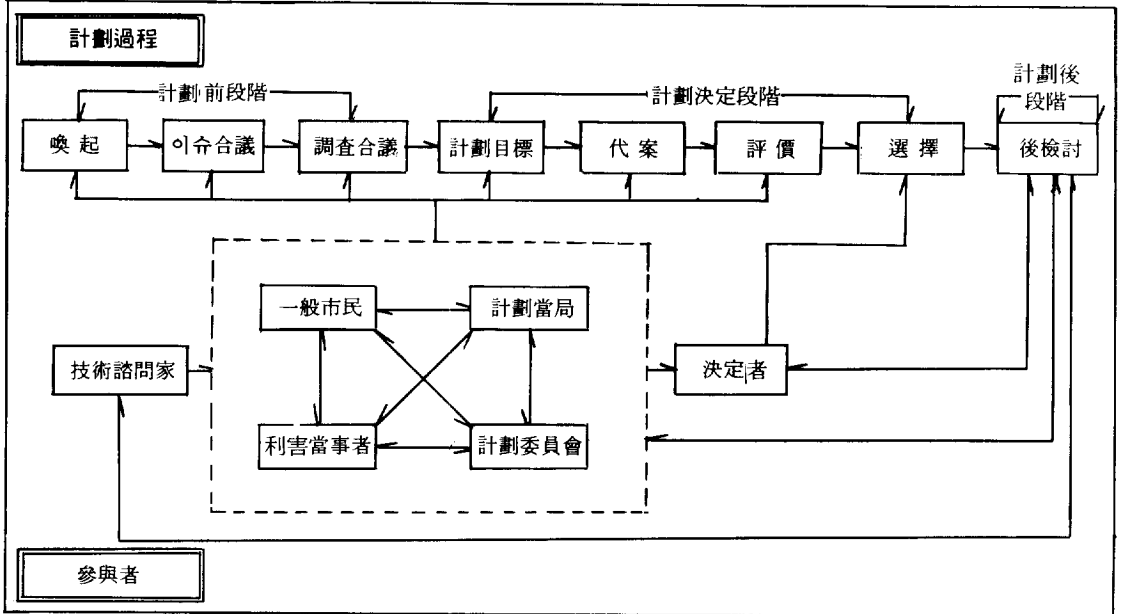 計劃過程
計劃前段階
計劃決定段階
計劃後
段階
喚起
이슈合議
調査合議
計劃目標
代案
評價
選擇
後檢討
一般市民
計劃當局
技術諮問家
決定者
利害當事者
計劃委員會
參與者